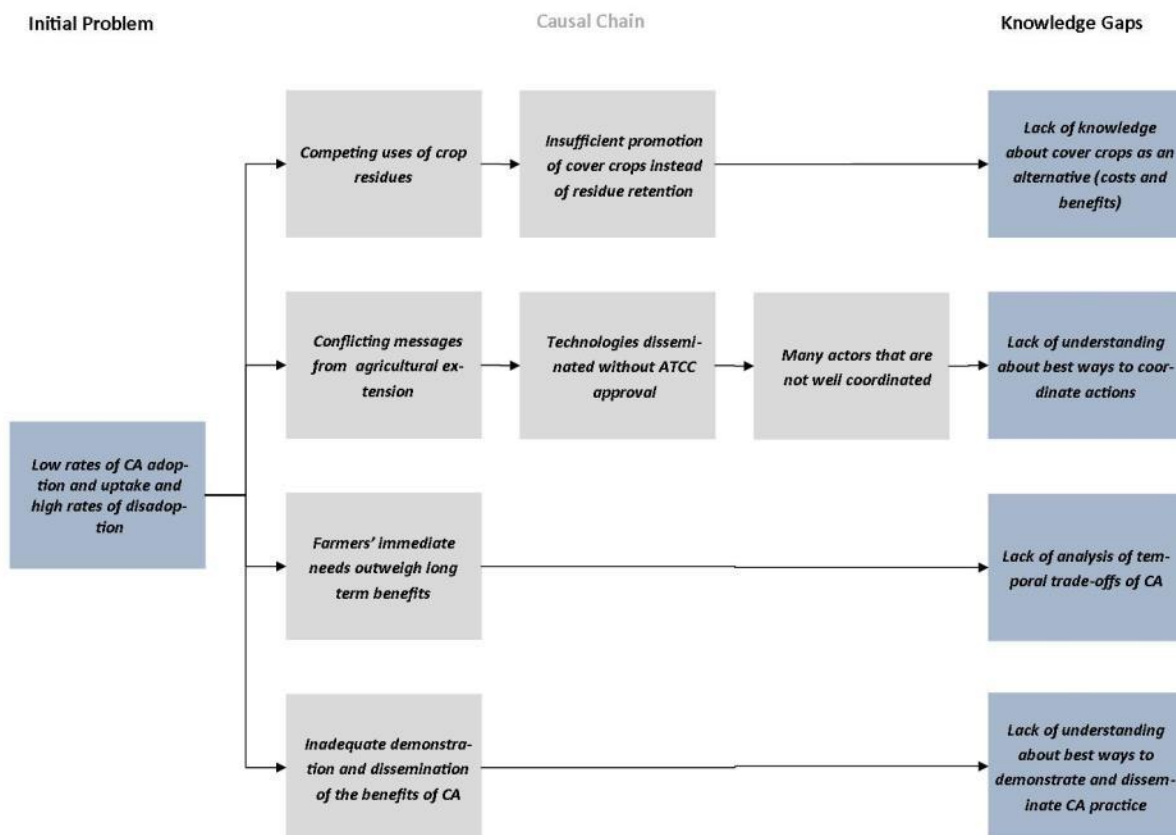 Initial Problem
Causal Chain
Knowledge Gaps
Competing uses of crop
residues
Insufficient promotion
of cover crops instead
of residue retention
Lack of knowledge
about cover crops as an
alternative (costs and
benefits)
Conflicting messages
from agricultural ex-
tension
Technologies dissemi-
nated without ATCC
approval
Many actors that are
not well coordinated
Lack of understanding
about best ways to coor-
dinate actions
Low rates of CA adop-
tion and uptake and
high rates of disadop-
tion
Farmers' immediate
needs outweigh long
term benefits
Lack of analysis of tem-
poral trade-offs of CA
Inadequate demonstra-
tion and dissemination
of the benefits of CA
Lack of understanding
about best ways to
demonstrate and dissem-
inate CA practice